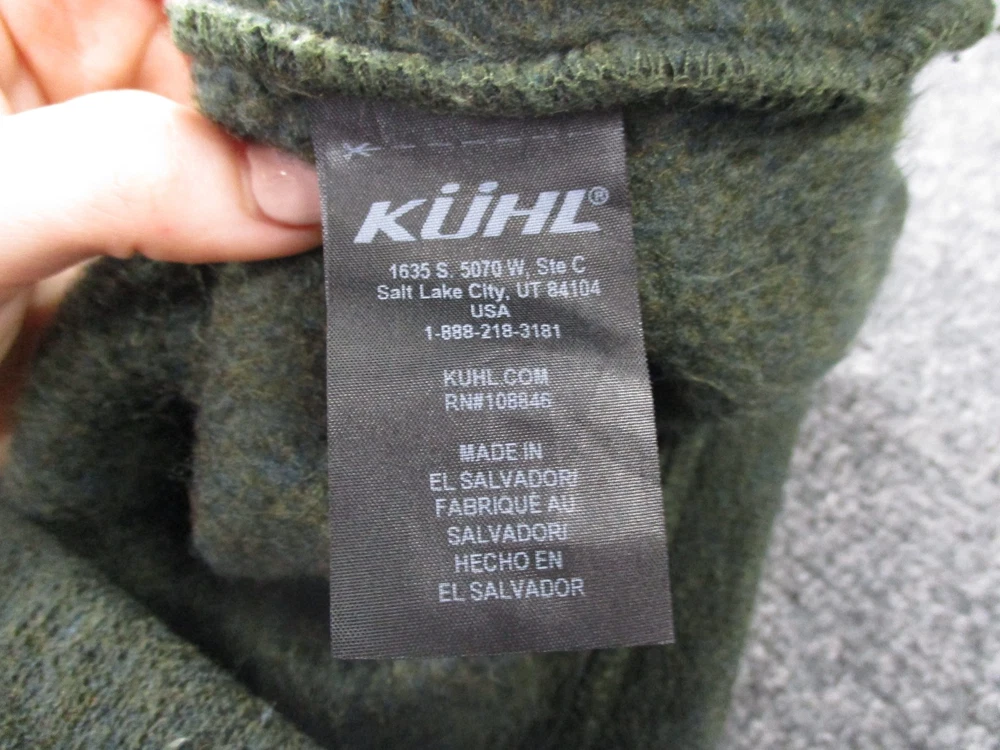 KÜHL®
1635 S. 5070 W, Ste C
Salt Lake City, UT 84104
USA
1-888-218-3181
KUHL.COM
RN#108846
MADE IN
EL SALVADOR/
FABRIQUÉ AU
SALVADOR/
HECHO EN
EL SALVADOR